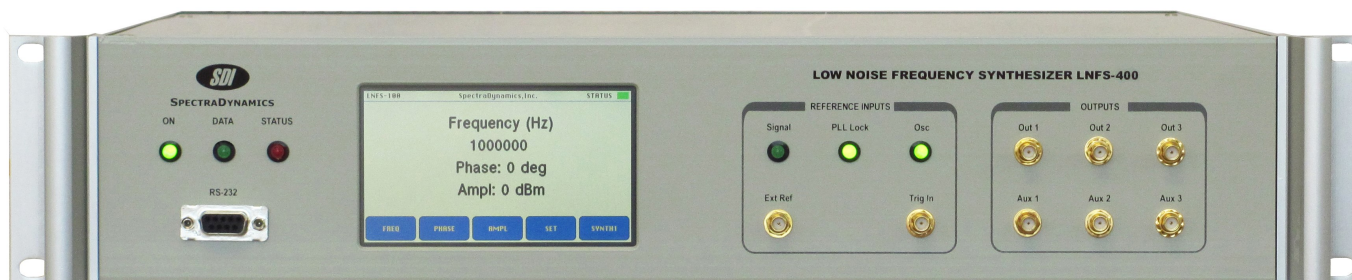 SDI
SPECTRADYNAMICS
ON DATA STATUS
RS-232
LNFS-100 SpectraDynamics,Inc. STATUS
Frequency (Hz)
1000000
Phase: 0 deg
Ampl: 0 dBm
FREQ PHASE AMPL SET SYNTH1
LOW NOISE FREQUENCY SYNTHESIZER LNFS-400
REFERENCE INPUTS
Signal PLL Lock Osc
Ext Ref Trig In
OUTPUTS
Out 1 Out 2 Out 3
Aux 1 Aux 2 Aux 3